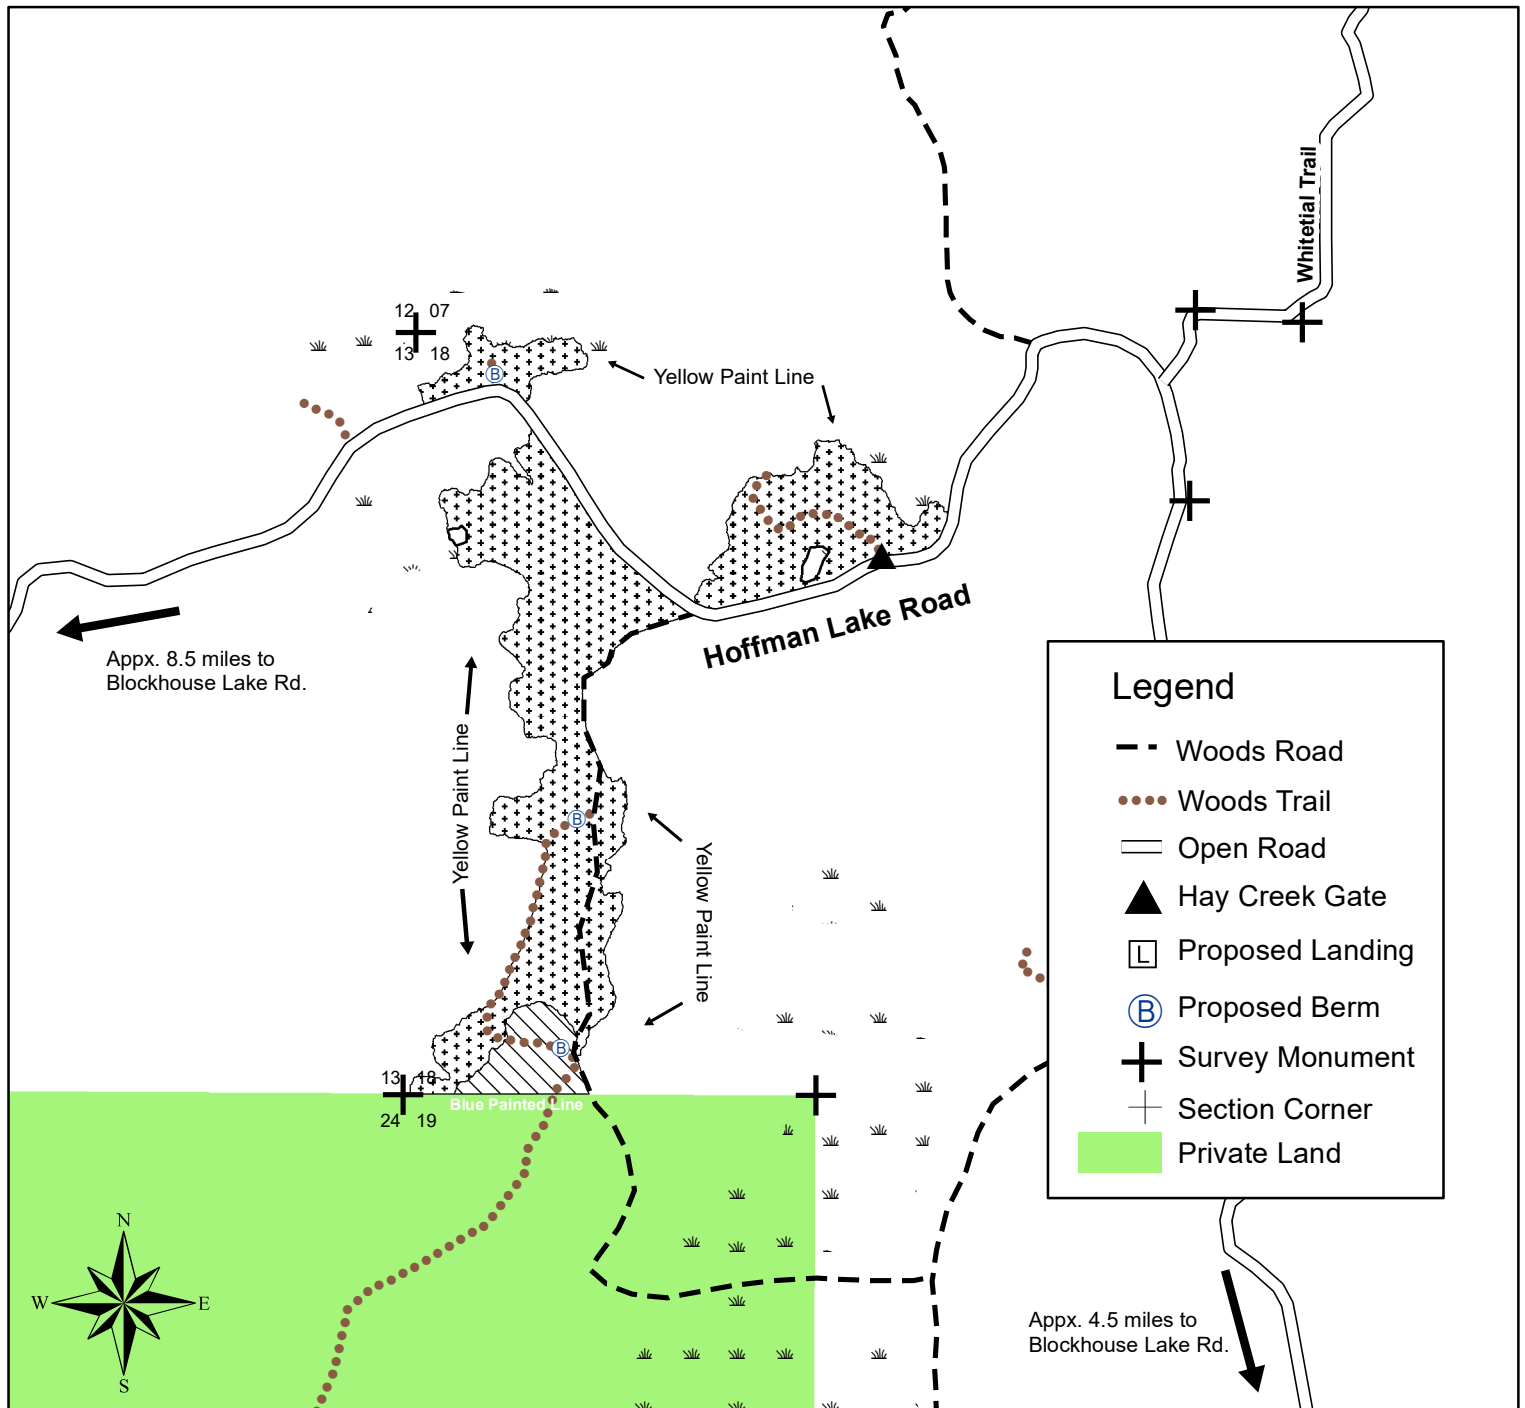 Whitetial Trail
12 07
13 18
B
Yellow Paint Line
Hoffman Lake Road
Appx. 8.5 miles to
Blockhouse Lake Rd.
Yellow Paint Line
B
Yellow Paint Line
B
13 18
24 19
Blue Painted Line
Legend
Woods Road
Woods Trail
Open Road
Hay Creek Gate
L Proposed Landing
B Proposed Berm
Survey Monument
Section Corner
Private Land
N
W E
S
Appx. 4.5 miles to
Blockhouse Lake Rd.